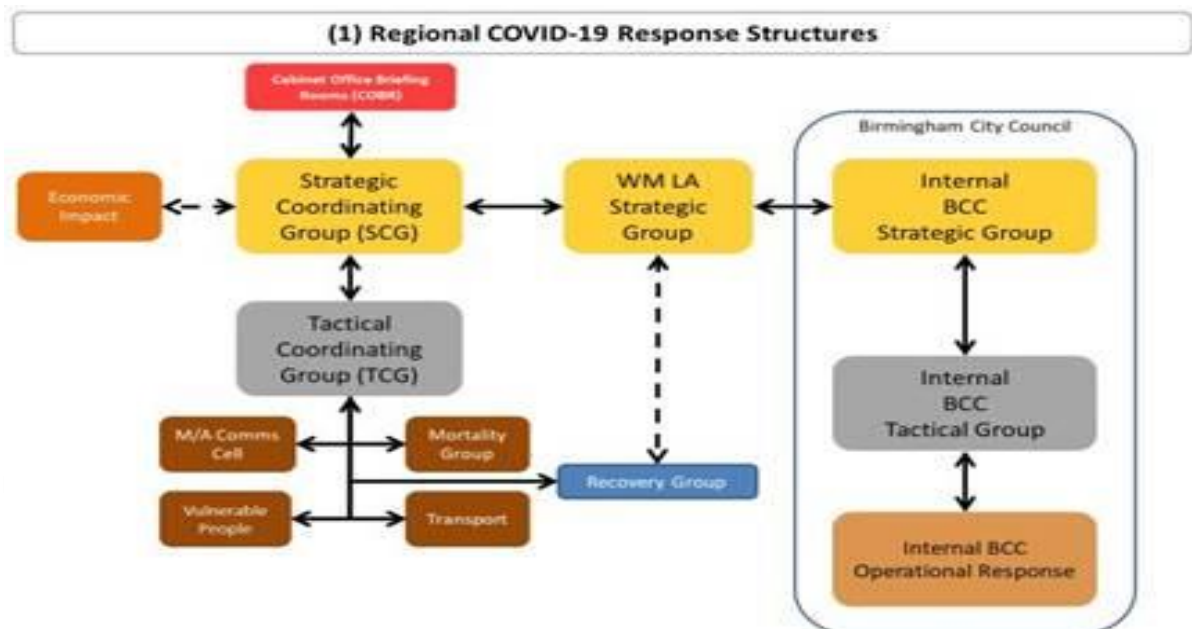 (1) Regional COVID-19 Response Structures
Cabinet Office Briefing
Rooms (COBR)
Birmingham City Council
Economic
Impact
Strategic
Coordinating
Group (SCG)
WM LA
Strategic
Group
Internal
BCC
Strategic Group
Tactical
Coordinating
Group (TCG)
Internal
BCC
Tactical Group
M/A Comms
Cell
Mortality
Group
Recovery Group
Vulnerable
People
Transport
Internal BCC
Operational Response